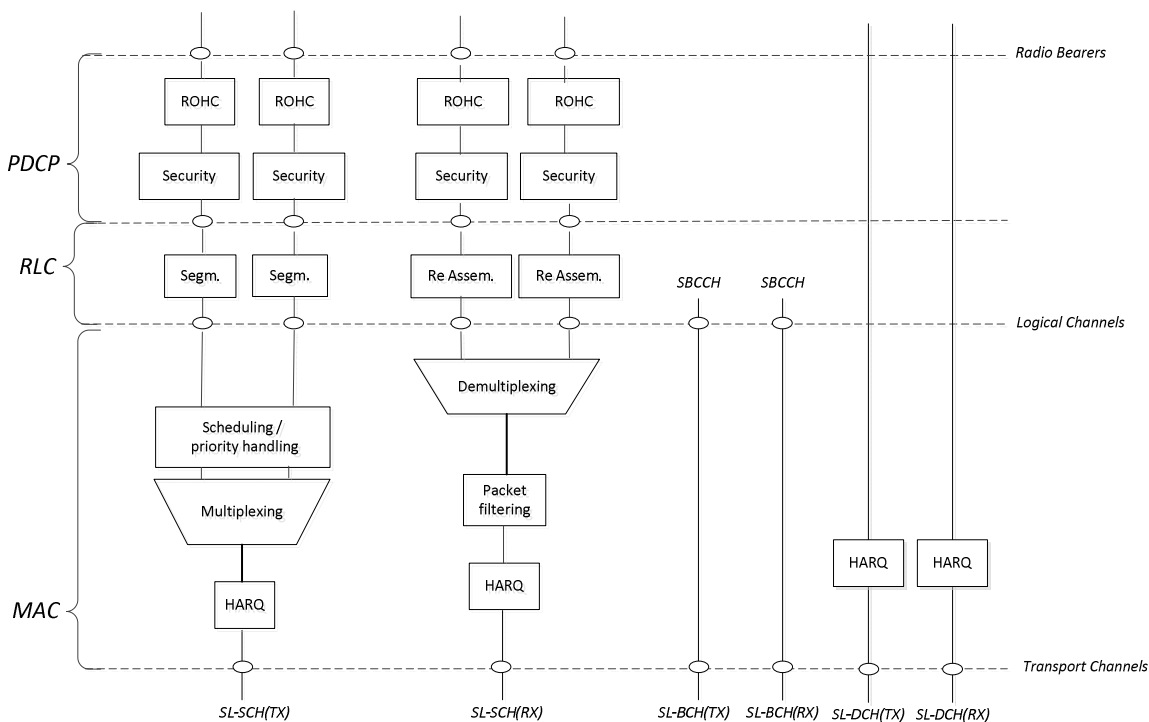 Radio Bearers
ROHC
ROHC
ROHC
ROHC
PDCP
Security
Security
Security
Security
RLC
Segm.
Segm.
Re Assem.
Re Assem.
SBCCH
SBCCH
Logical Channels
Demultiplexing
Scheduling /
priority handling
Packet
filtering
Multiplexing
HARQ
HARQ
HARQ
HARQ
MAC
Transport Channels
SL-SCH(TX)
SL-SCH(RX)
SL-BCH(TX)
SL-BCH(RX)
SL-DCH(TX)
SL-DCH(RX)